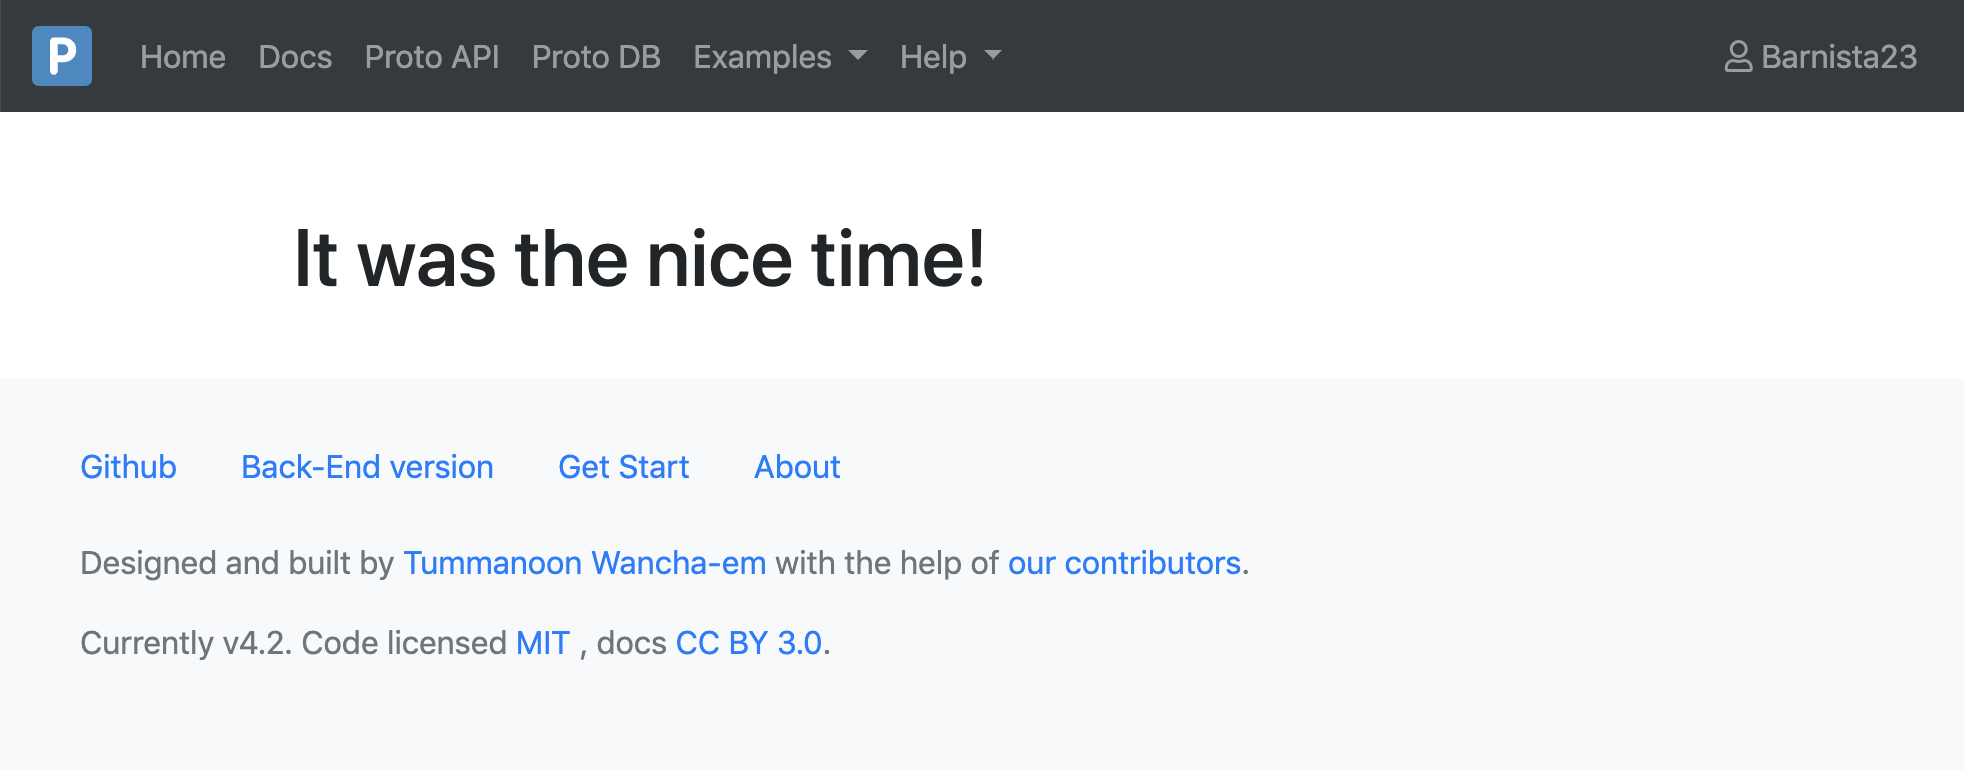 P Home Docs Proto API Proto DB Examples Help Barnista23
It was the nice time!
Github Back-End version Get Start About
Designed and built by Tummanoon Wancha-em with the help of our contributors.
Currently v4.2. Code licensed MIT , docs CC BY 3.0.